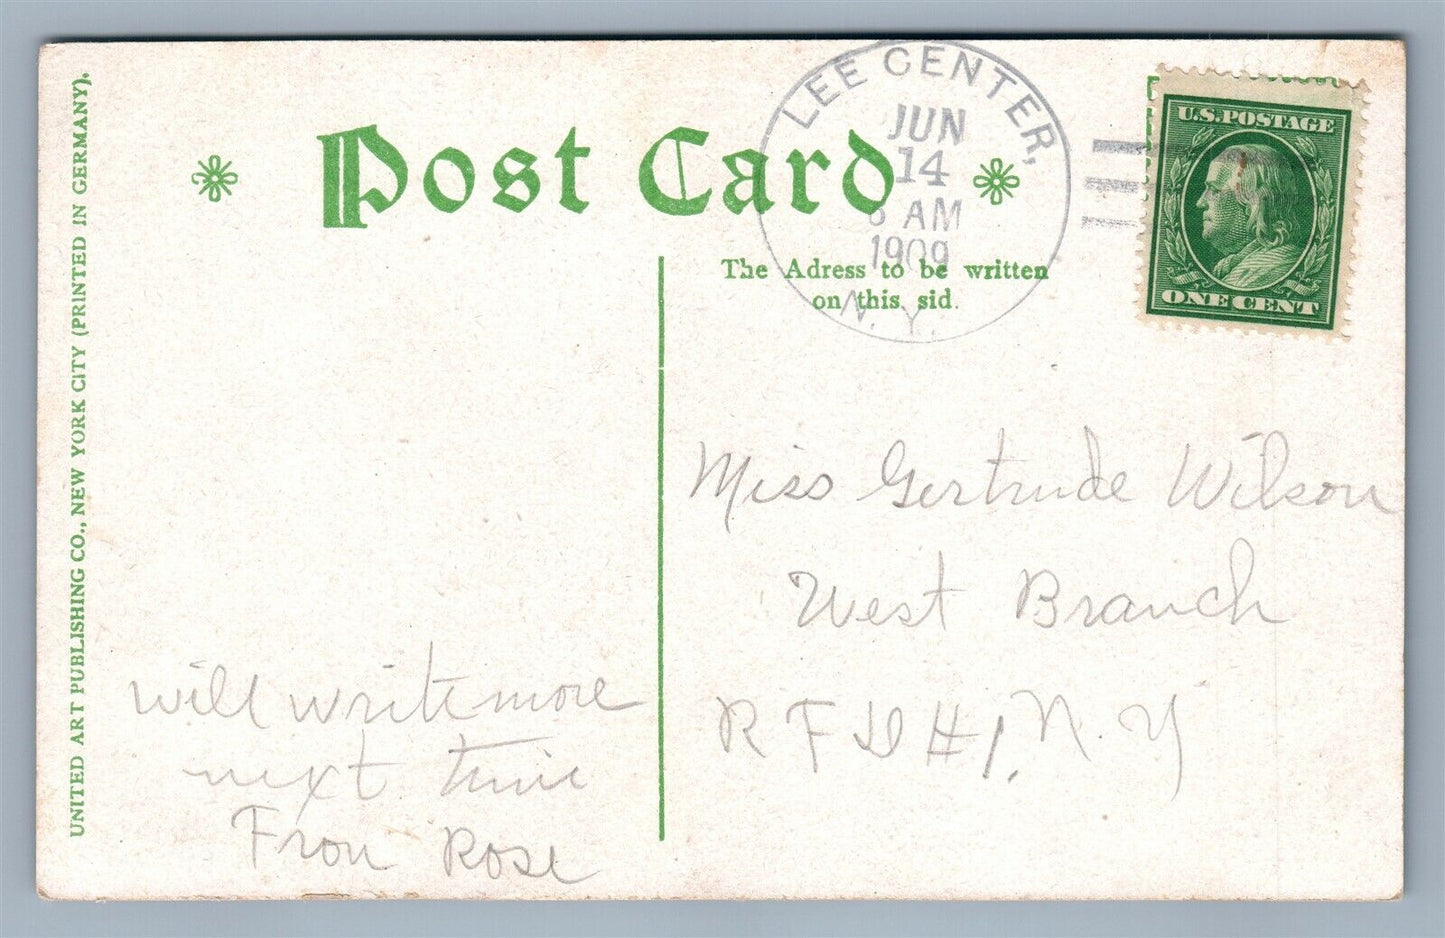 UNITED ART PUBLISHING CO., NEW YORK CITY (PRINTED IN GERMANY).
Post Card
LEE CENTER,
JUN
14
AM
1909
N. Y.
U.S. POSTAGE
ONE CENT
The Adress to be written
on this sid.
Miss Gertrude Wilson
West Branch
R F D #1, N. Y
will write more
next time
From Rose